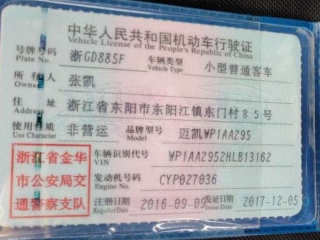 中华人民共和国机动车行驶证
Vehicle License of the People's Republic of China
号牌号码 浙GD885F 车辆类型 小型普通客车
Plate No. Vehicle Type
所有人 张凯
Owner
住址 浙江省东阳市东阳江镇东门村85号
Address
使用性质 非营运 品牌型号 迈凯WP1AA295
Use Character Model
浙江省金华
市公安局交
通警察支队
车辆识别代号 WP1AA2952HLB13162
VIN
发动机号码 CYP027036
Engine No.
注册日期 2016-09-0 发证日期 2017-12-05
Register Date Issue Date